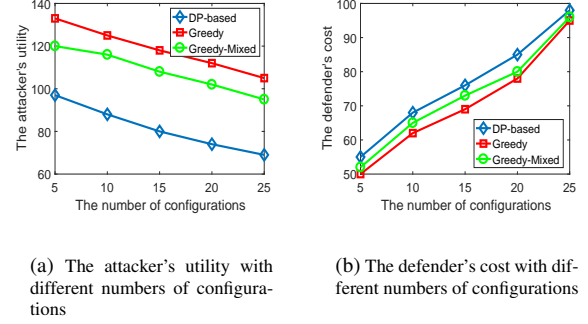 140
120
100
80
60
The attacker's utility
DP-based
Greedy
Greedy-Mixed
5 10 15 20 25
The number of configurations
100
90
80
70
60
50
The defender's cost
DP-based
Greedy
Greedy-Mixed
5 10 15 20 25
The number of configurations
(a) The attacker's utility with
different numbers of configura-
tions
(b) The defender's cost with dif-
ferent numbers of configurations